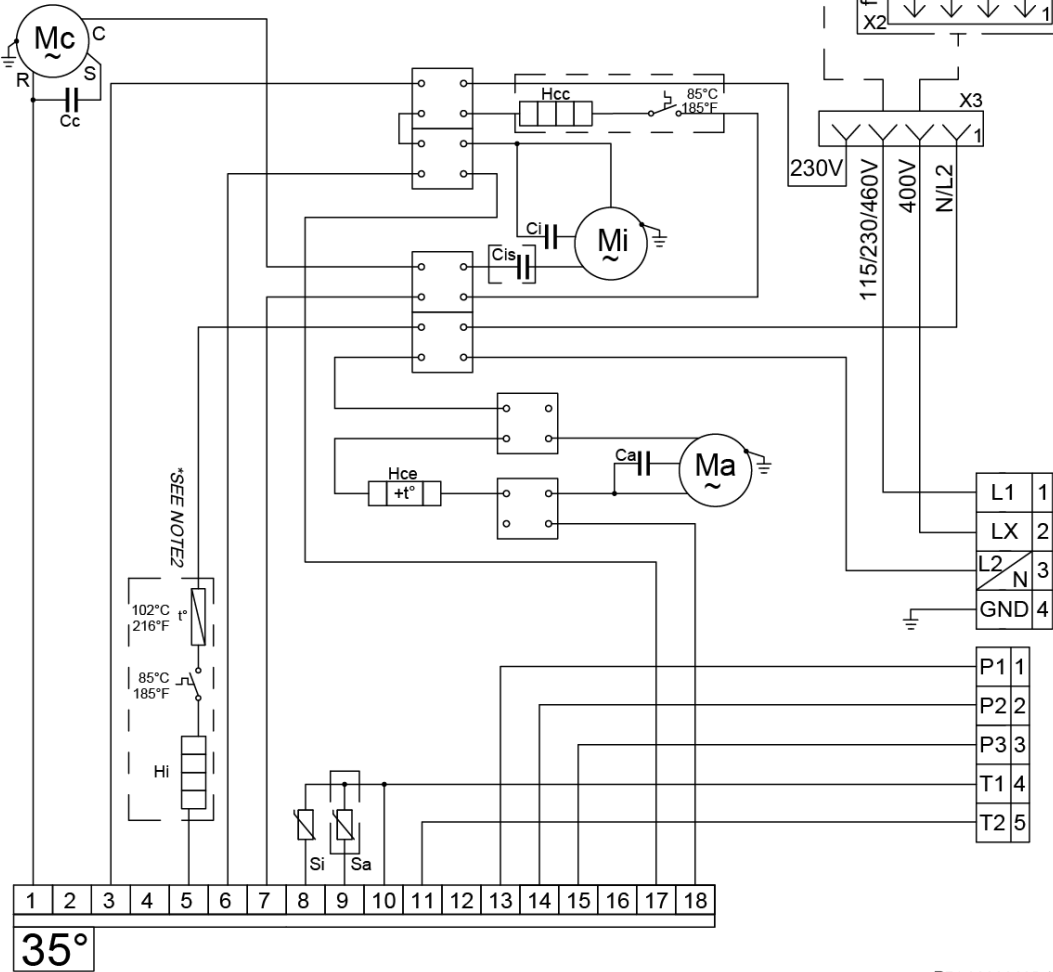 Mc
~
C
S
R
Cc
X2
1
X3
1
Hcc
85°C
185°F
230V
115/230/460V
400V
N/L2
Ci
Mi
~
Cis
Ca
Ma
~
Hce
+t°
*SEE NOTE2
102°C
216°F
t°
85°C
185°F
Hi
Si
Sa
L1 1
LX 2
L2/N 3
GND 4
P1 1
P2 2
P3 3
T1 4
T2 5
1 2 3 4 5 6 7 8 9 10 11 12 13 14 15 16 17 18
35°